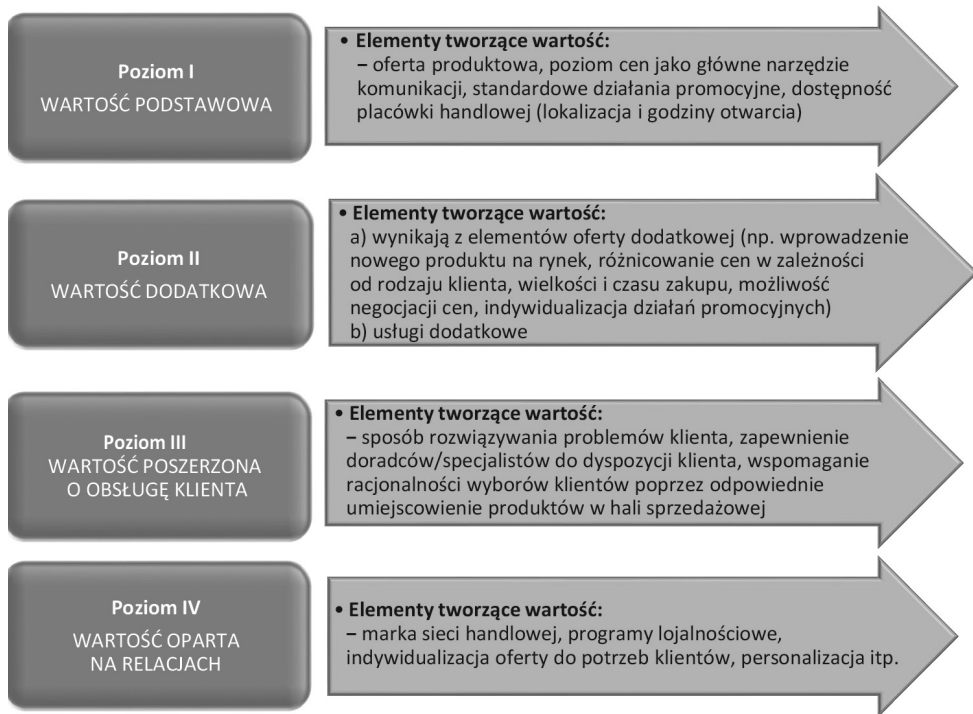 Poziom I
WARTOŚĆ PODSTAWOWA
• Elementy tworzące wartość:
– oferta produktowa, poziom cen jako główne narzędzie
komunikacji, standardowe działania promocyjne, dostępność
placówki handlowej (lokalizacja i godziny otwarcia)
Poziom II
WARTOŚĆ DODATKOWA
• Elementy tworzące wartość:
a) wynikają z elementów oferty dodatkowej (np. wprowadzenie
nowego produktu na rynek, różnicowanie cen w zależności
od rodzaju klienta, wielkości i czasu zakupu, możliwość
negocjacji cen, indywidualizacja działań promocyjnych)
b) usługi dodatkowe
Poziom III
WARTOŚĆ POSZERZONA
O OBSŁUGĘ KLIENTA
• Elementy tworzące wartość:
– sposób rozwiązywania problemów klienta, zapewnienie
doradców/specjalistów do dyspozycji klienta, wspomaganie
racjonalności wyborów klientów poprzez odpowiednie
umiejscowienie produktów w hali sprzedażowej
Poziom IV
WARTOŚĆ OPARTA
NA RELACJACH
• Elementy tworzące wartość:
– marka sieci handlowej, programy lojalnościowe,
indywidualizacja oferty do potrzeb klientów, personalizacja itp.